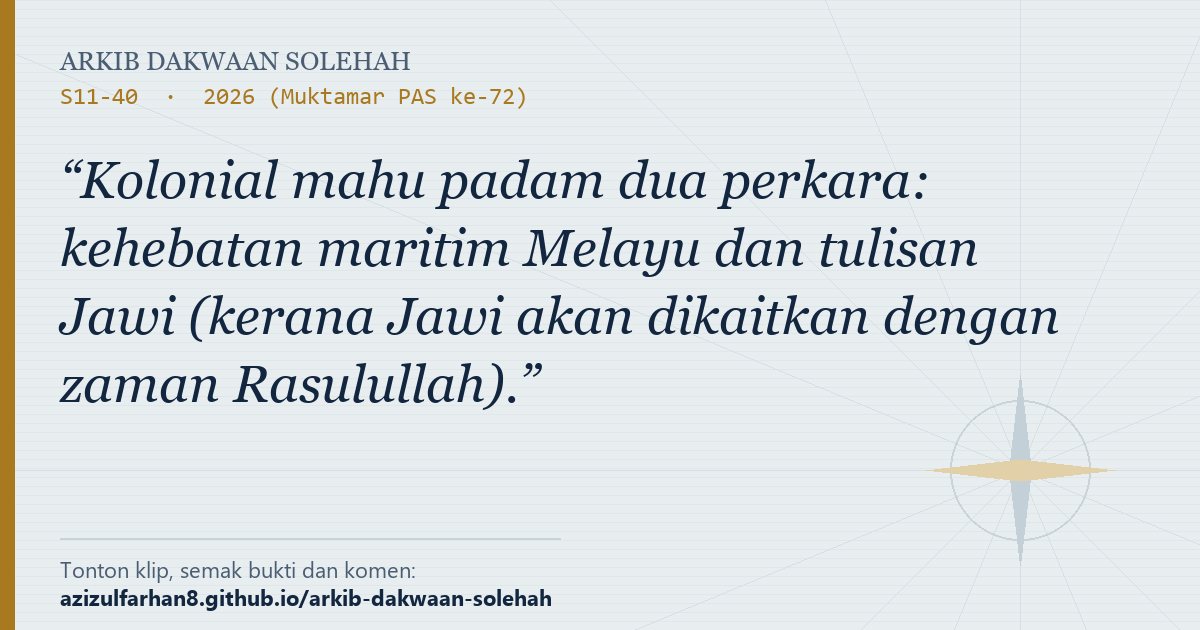 ARKIB DAKWAAN SOLEHAH
S11-40 · 2026 (Muktamar PAS ke-72)
“Kolonial mahu padam dua perkara:
kehebatan maritim Melayu dan tulisan
Jawi (kerana Jawi akan dikaitkan dengan
zaman Rasulullah).”
Tonton klip, semak bukti dan komen:
azizulfarhan8.github.io/arkib-dakwaan-solehah